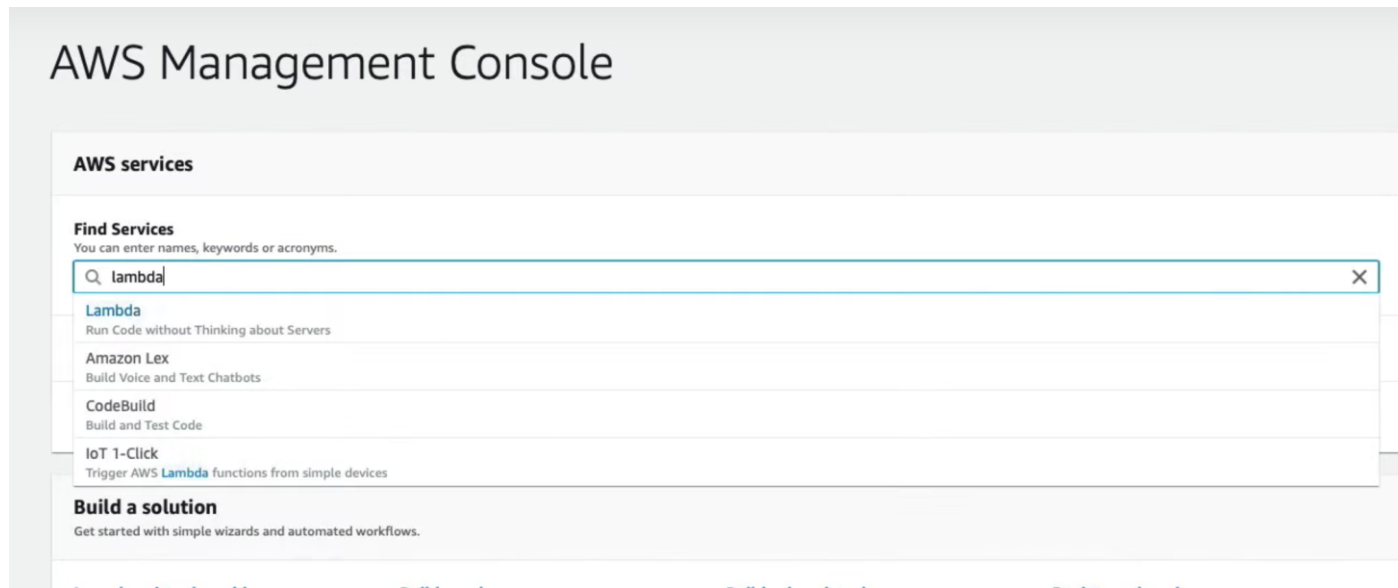 AWS Management Console
AWS services
Find Services
You can enter names, keywords or acronyms.
lambda
Lambda
Run Code without Thinking about Servers
Amazon Lex
Build Voice and Text Chatbots
CodeBuild
Build and Test Code
IoT 1-Click
Trigger AWS Lambda functions from simple devices
Build a solution
Get started with simple wizards and automated workflows.